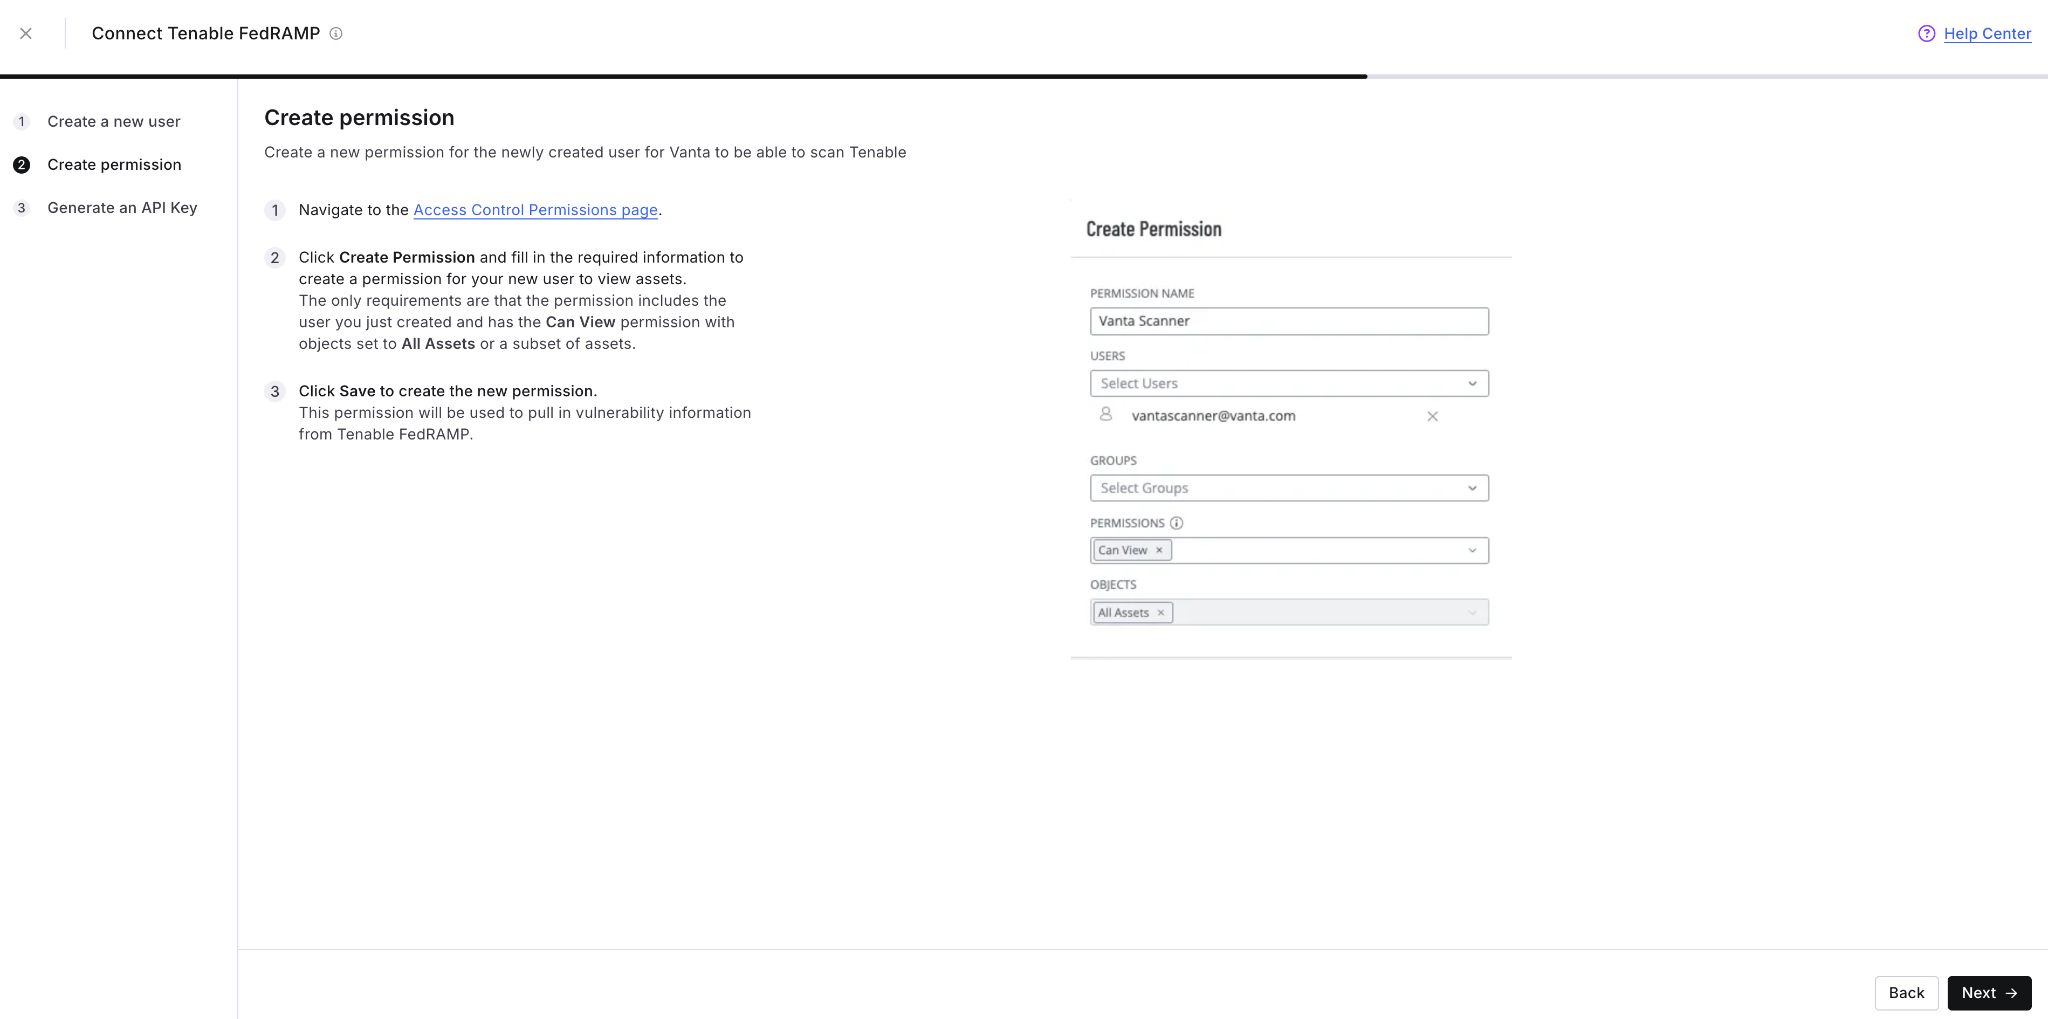 Connect Tenable FedRAMP
Help Center
1 Create a new user
2 Create permission
3 Generate an API Key
Create permission
Create a new permission for the newly created user for Vanta to be able to scan Tenable
1 Navigate to the Access Control Permissions page.
2 Click Create Permission and fill in the required information to
create a permission for your new user to view assets.
The only requirements are that the permission includes the
user you just created and has the Can View permission with
objects set to All Assets or a subset of assets.
3 Click Save to create the new permission.
This permission will be used to pull in vulnerability information
from Tenable FedRAMP.
Create Permission
PERMISSION NAME
Vanta Scanner
USERS
Select Users
vantascanner@vanta.com
GROUPS
Select Groups
PERMISSIONS
Can View
OBJECTS
All Assets
Back
Next